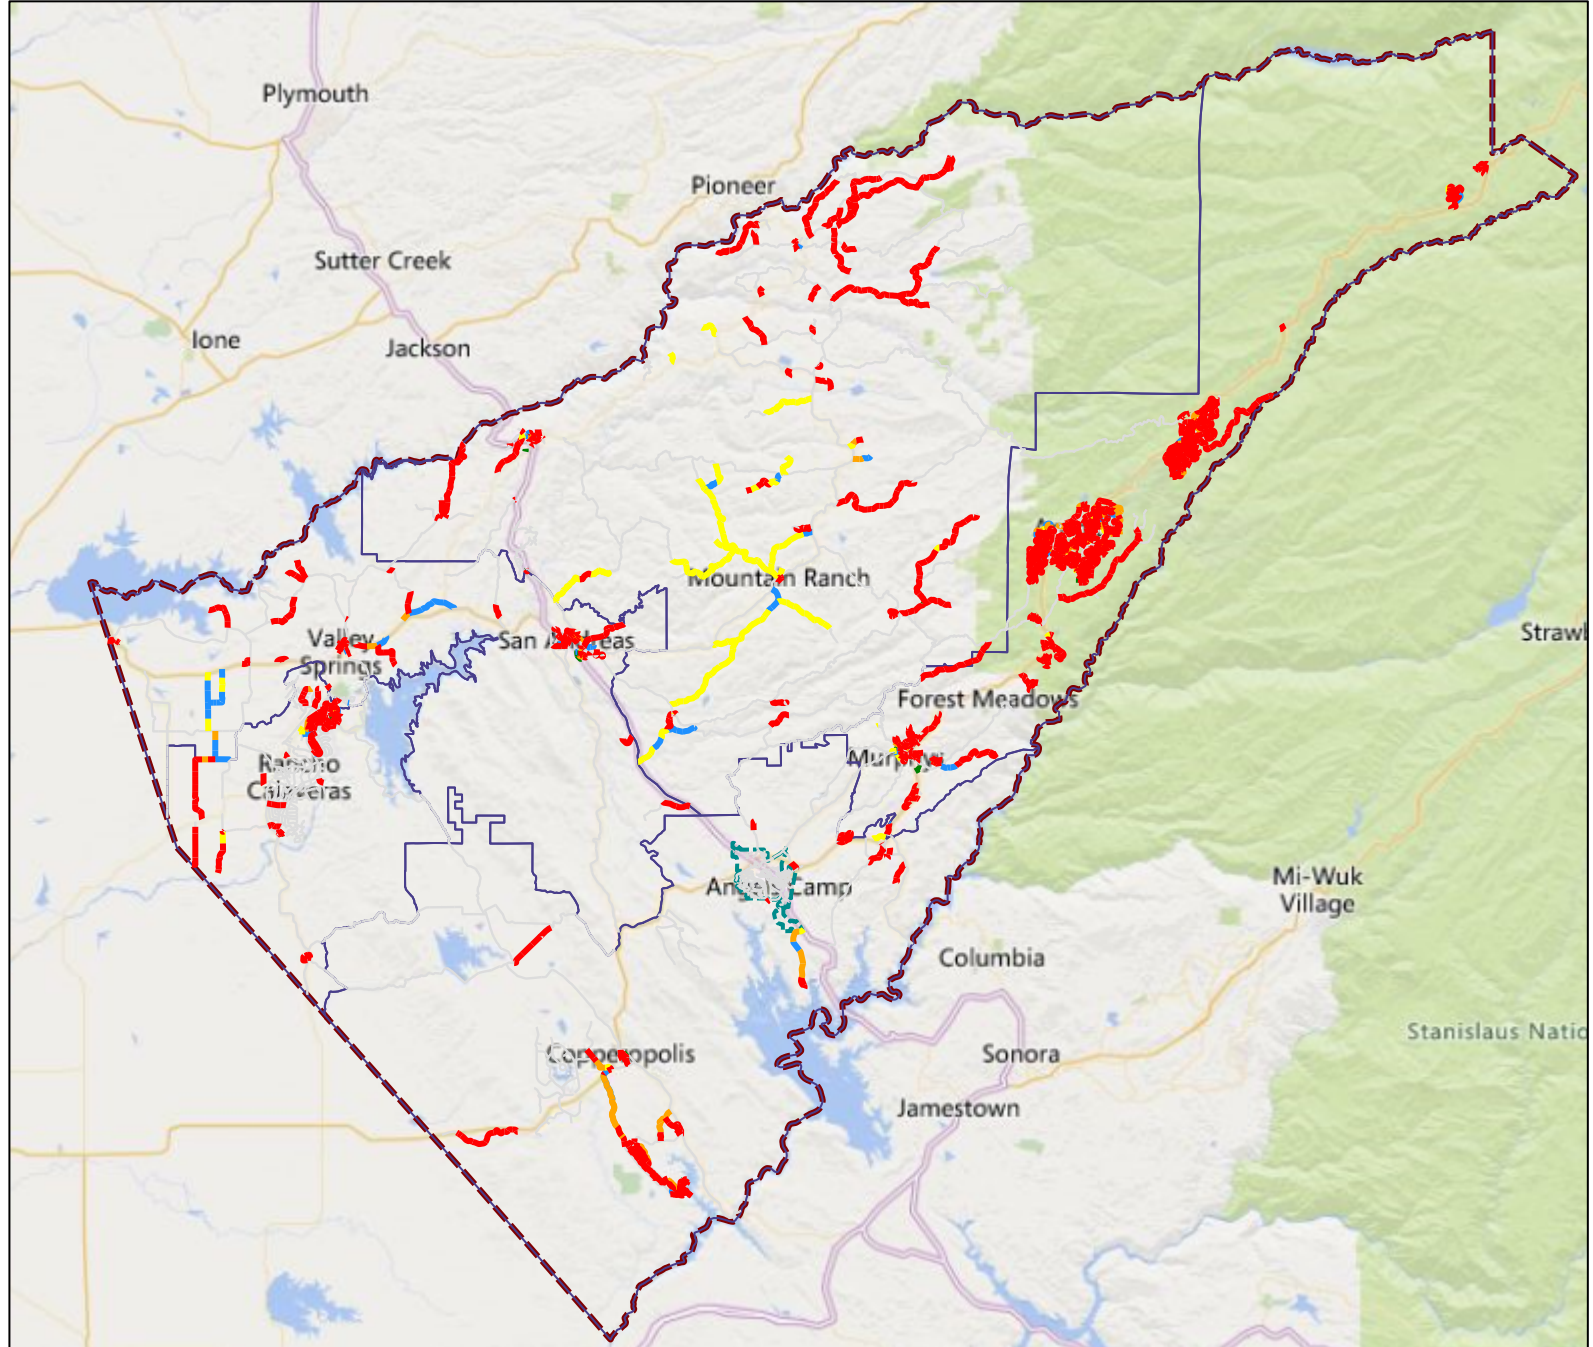 Plymouth
Pioneer
Sutter Creek
Ione
Jackson
Mountain Ranch
Valley
Springs
San Andreas
Strawb
Forest Meadows
Murphys
Rancho
Calaveras
Angels Camp
Mi-Wuk
Village
Columbia
Stanislaus Natio
Copperopolis
Sonora
Jamestown